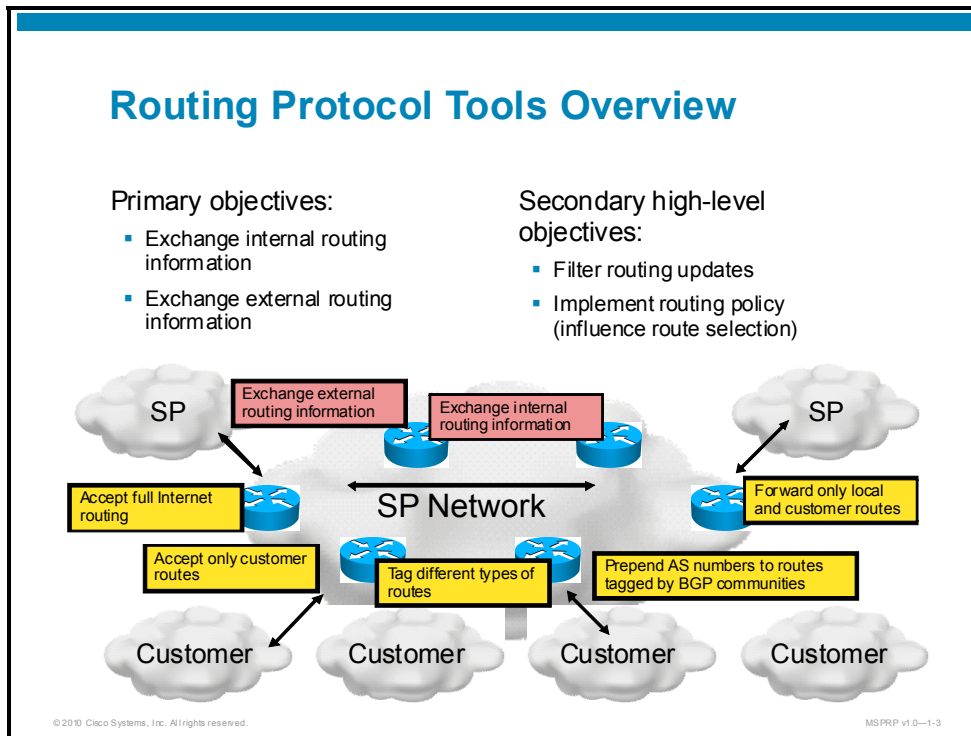 Routing Protocol Tools Overview
Primary objectives:
▪ Exchange internal routing
information
▪ Exchange external routing
information
Secondary high-level
objectives:
▪ Filter routing updates
▪ Implement routing policy
(influence route selection)
SP
Exchange external
routing information
Exchange internal
routing information
SP
Accept full Internet
routing
SP Network
Forward only local
and customer routes
Accept only customer
routes
Tag different types of
routes
Prepend AS numbers to routes
tagged by BGP communities
Customer
Customer
Customer
Customer
© 2010 Cisco Systems, Inc. All rights reserved.
MSPRP v1.0—1-3